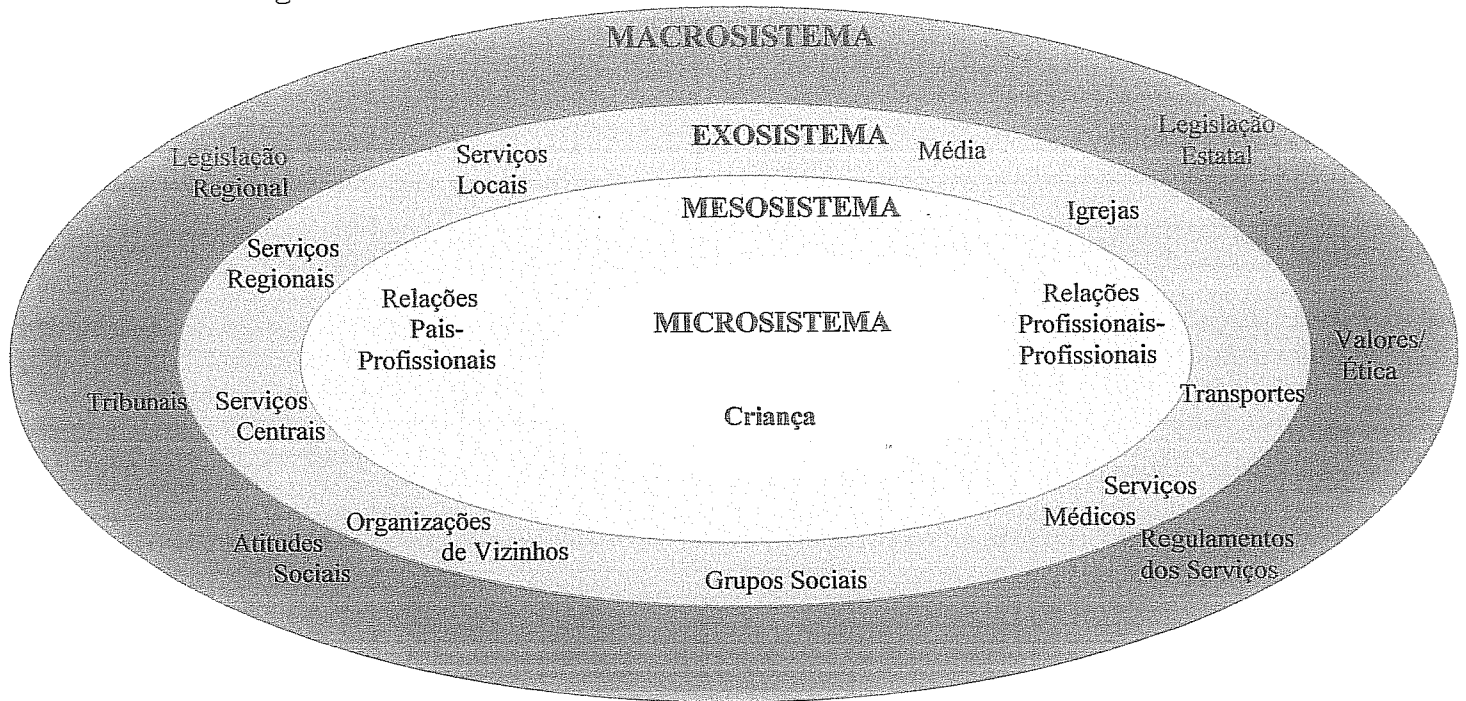 MACROSISTEMA
EXOSISTEMA
Legislação
Estatal
Média
Serviços
Locais
Legislação
Regional
MESOSISTEMA
Igrejas
Serviços
Regionais
Relações
Pais-
Profissionais
MICROSISTEMA
Relações
Profissionais-
Profissionais
Valores/
Ética
Tribunais
Serviços
Centrais
Criança
Transportes
Serviços
Médicos
Organizações
de Vizinhos
Atitudes
Sociais
Regulamentos
dos Serviços
Grupos Sociais